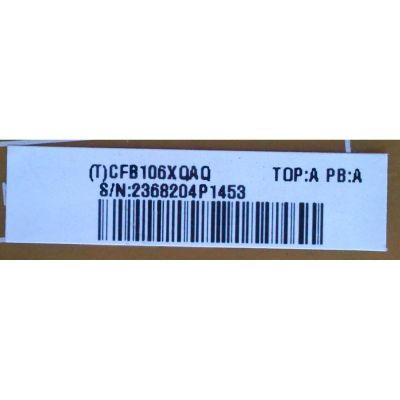 (T)CFB106XQAQ TOP:A PB:A
S/N:2368204P1453